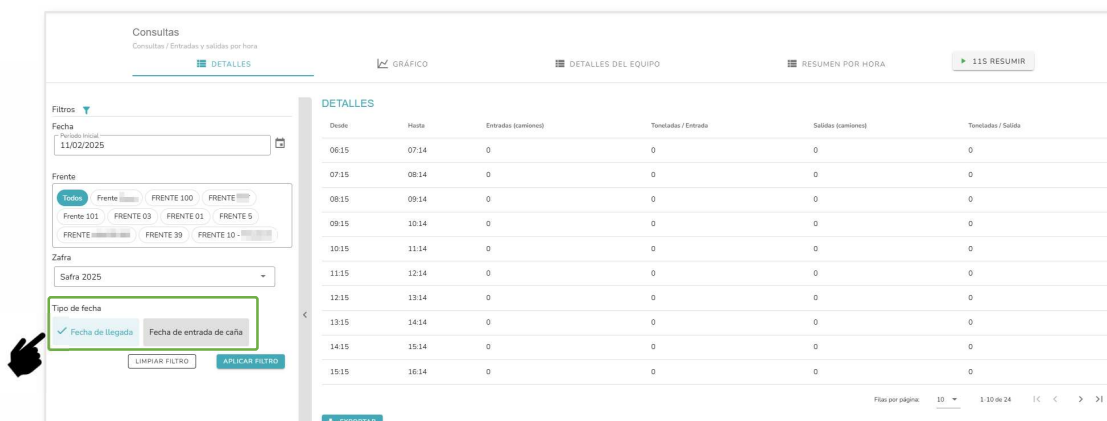 Consultas
Consultas / Entradas y salidas por hora
DETALLES GRÁFICO DETALLES DEL EQUIPO RESUMEN POR HORA 11S RESUMIR
Filtros
Fecha
Período Inicial
11/02/2025
Frente
Todos Frente FRENTE 100 FRENTE
Frente 101 FRENTE 03 FRENTE 01 FRENTE 5
FRENTE FRENTE 39 FRENTE 10 -
Zafra
Safra 2025
Tipo de fecha
Fecha de llegada Fecha de entrada de caña
LIMPIAR FILTRO APLICAR FILTRO
DETALLES
Desde Hasta Entradas (camiones) Toneladas / Entrada Salidas (camiones) Toneladas / Salida
06:15 07:14 0 0 0 0
07:15 08:14 0 0 0 0
08:15 09:14 0 0 0 0
09:15 10:14 0 0 0 0
10:15 11:14 0 0 0 0
11:15 12:14 0 0 0 0
12:15 13:14 0 0 0 0
13:15 14:14 0 0 0 0
14:15 15:14 0 0 0 0
15:15 16:14 0 0 0 0
Filas por página: 10 1-10 de 24